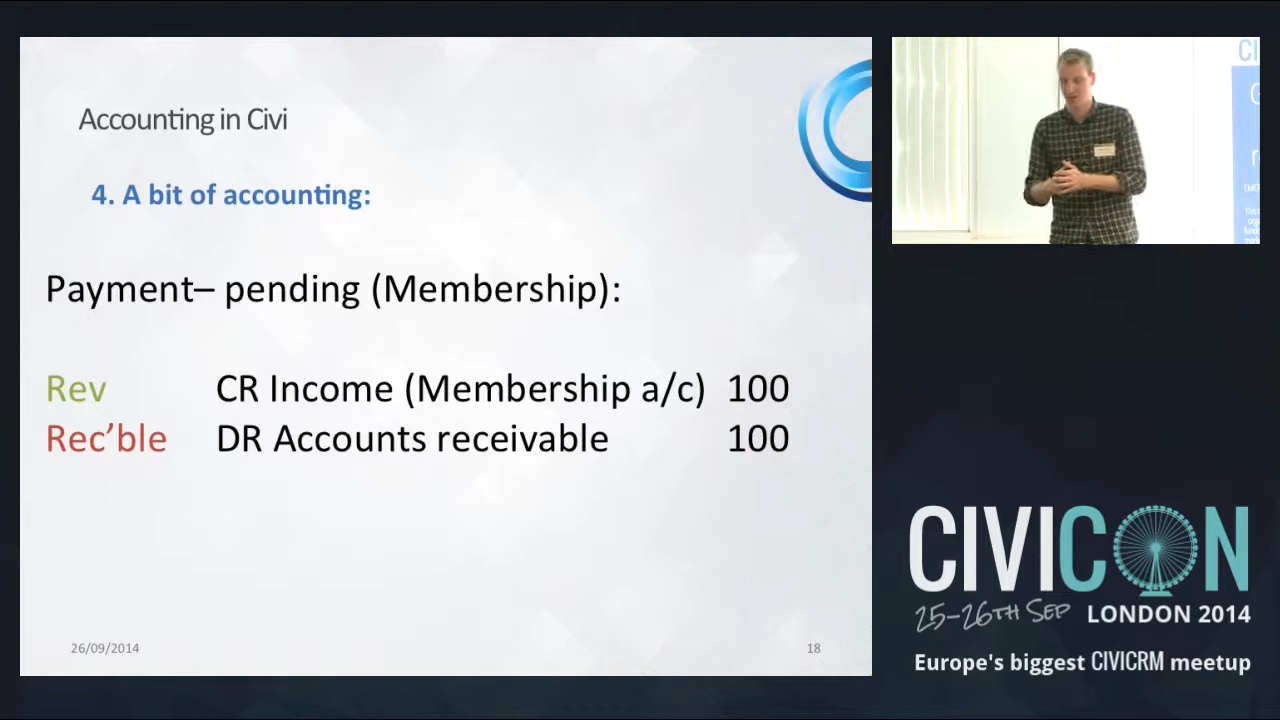 Accounting in Civi
4. A bit of accounting:
Payment– pending (Membership):
Rev CR Income (Membership a/c) 100
Rec’ble DR Accounts receivable 100
26/09/2014
18
CI
CIVICON
25-26TH SEP LONDON 2014
Europe's biggest CIVICRM meetup